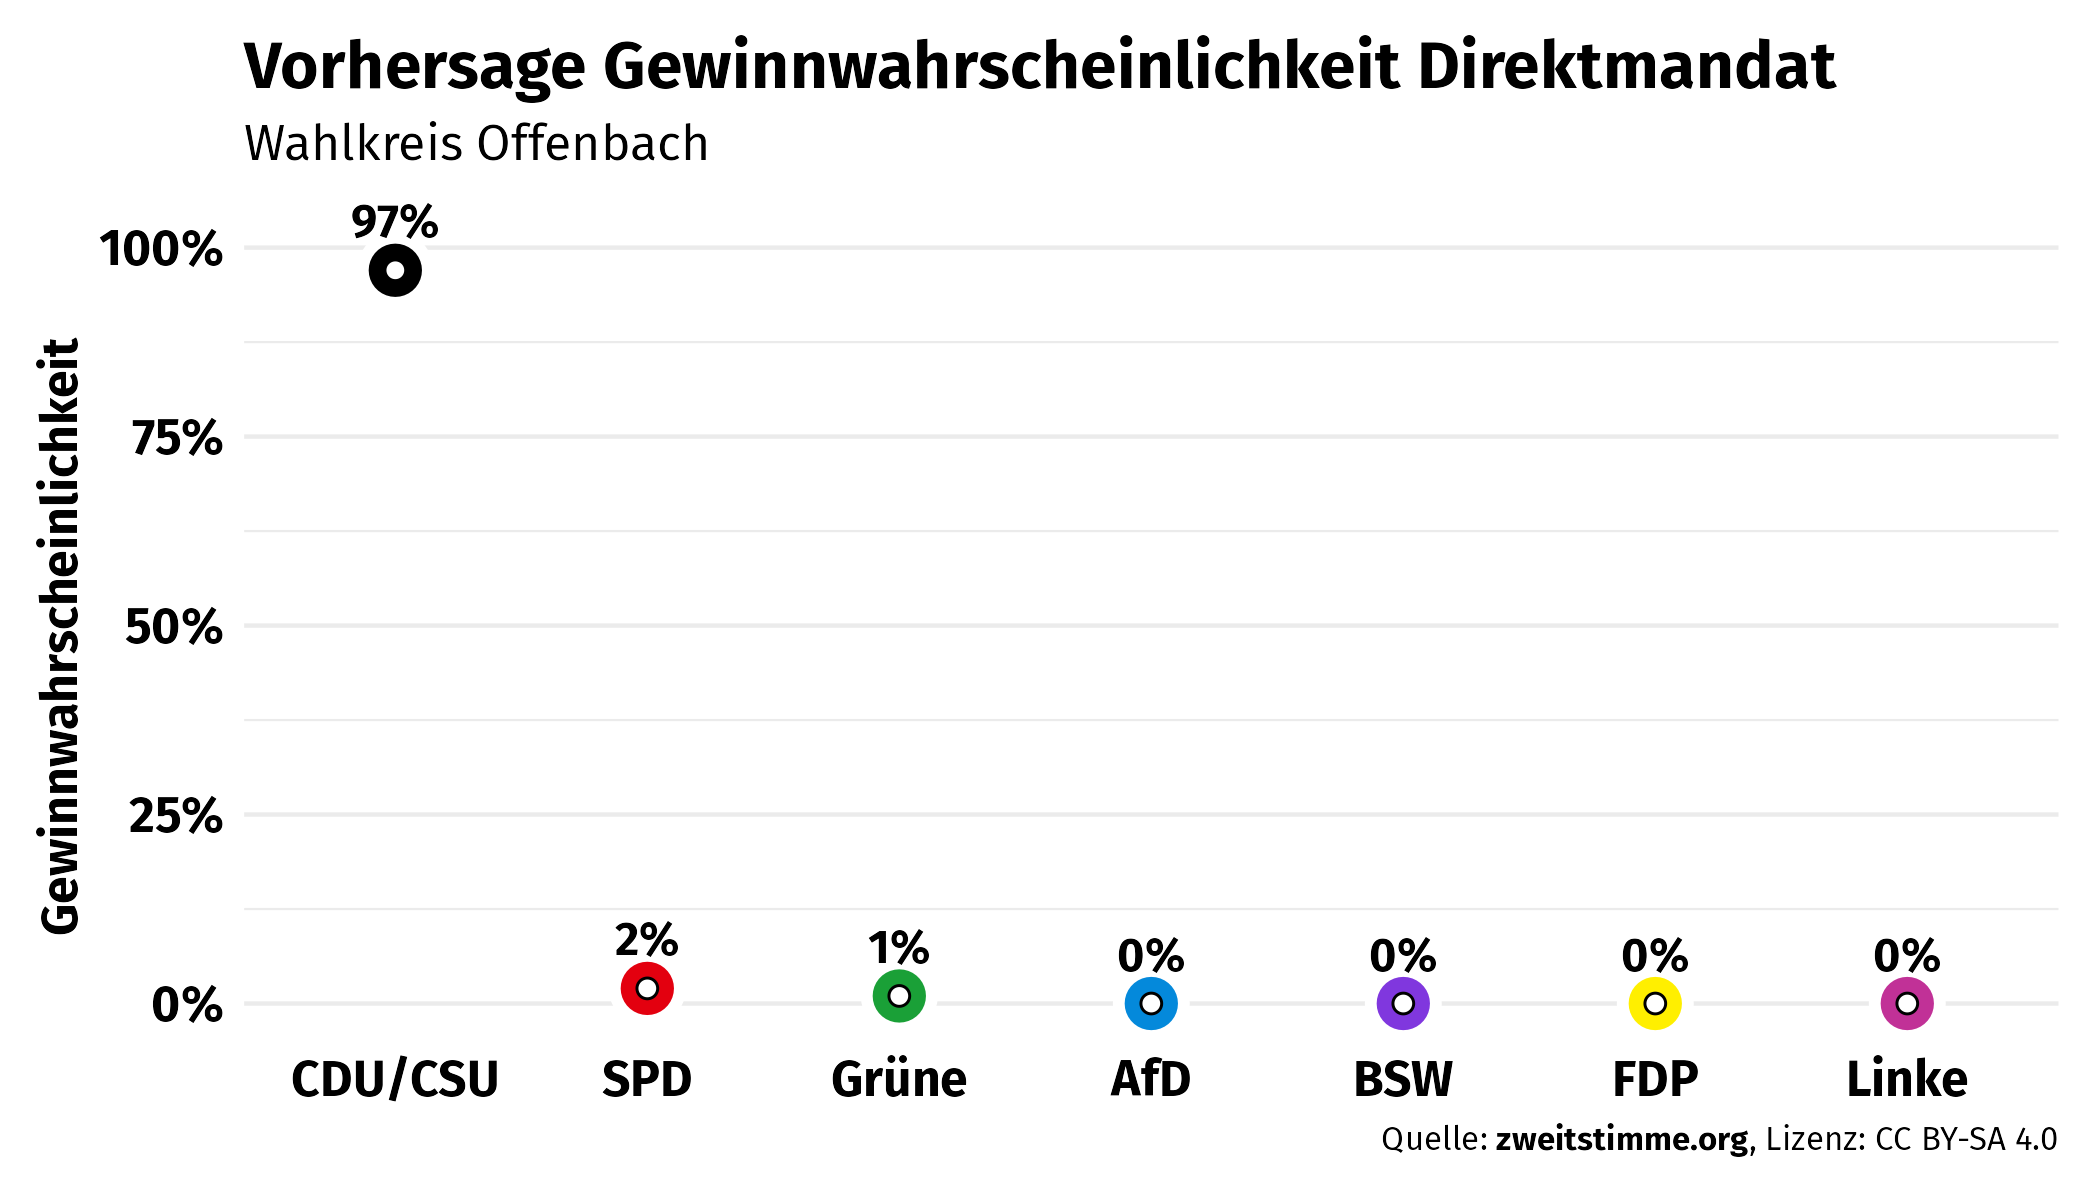 Vorhersage Gewinnwahrscheinlichkeit Direktmandat
Wahlkreis Offenbach
Gewinnwahrscheinlichkeit
100%
75%
50%
25%
0%
97%
2%
1%
0%
0%
0%
0%
CDU/CSU
SPD
Grüne
AfD
BSW
FDP
Linke
Quelle: zweitstimme.org, Lizenz: CC BY-SA 4.0